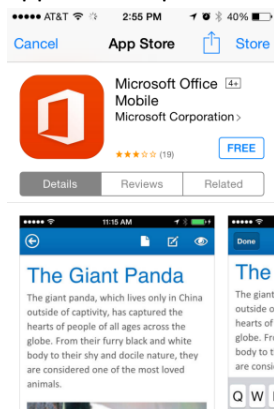 AT&T 2:55 PM 40%
Cancel App Store Store
Microsoft Office 4+
Mobile
Microsoft Corporation >
(19) FREE
Details Reviews Related
11:15 AM
Done
The Giant Panda
The
The giant panda, which lives only in China
outside of captivity, has captured the
hearts of people of all ages across the
globe. From their furry black and white
body to their shy and docile nature, they
are considered one of the most loved
animals.
The giant
outside o
hearts of
globe. Fr
body to t
are consi
Q W